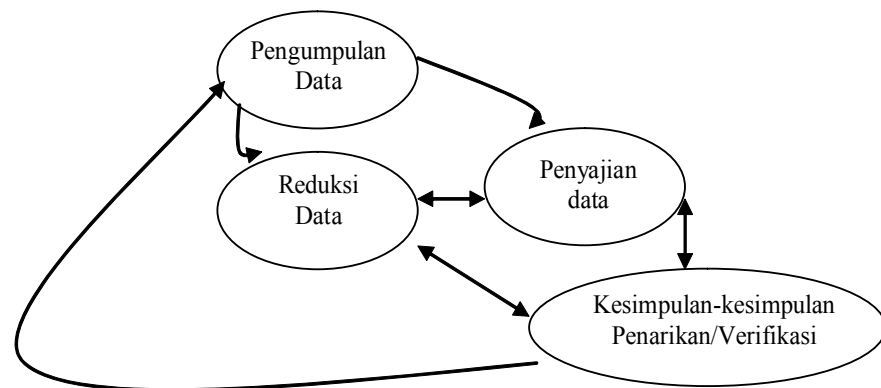 Pengumpulan
Data
Reduksi
Data
Penyajian
data
Kesimpulan-kesimpulan
Penarikan/Verifikasi